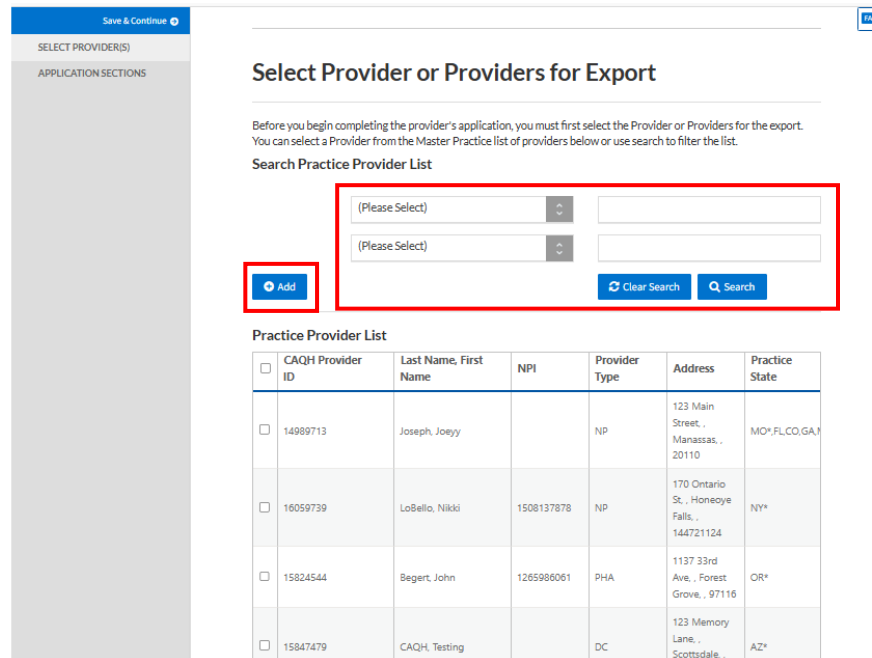 Save & Continue
SELECT PROVIDER(S)
APPLICATION SECTIONS
Select Provider or Providers for Export
Before you begin completing the provider's application, you must first select the Provider or Providers for the export.
You can select a Provider from the Master Practice list of providers below or use search to filter the list.
Search Practice Provider List
(Please Select)
(Please Select)
Add Clear Search Search
Practice Provider List
CAQH Provider ID Last Name, First Name NPI Provider Type Address Practice State
14989713 Joseph, Joeyy NP 123 Main Street, , Manassas, , 20110 MO*,FL,CO,GA,
16059739 LoBello, Nikki 1508137878 NP 170 Ontario St, , Honeoye Falls, , 144721124 NY*
15824544 Begert, John 1265986061 PHA 1137 33rd Ave, , Forest Grove, , 97116 OR*
15847479 CAQH, Testing DC 123 Memory Lane, , Scottsdale, , AZ*